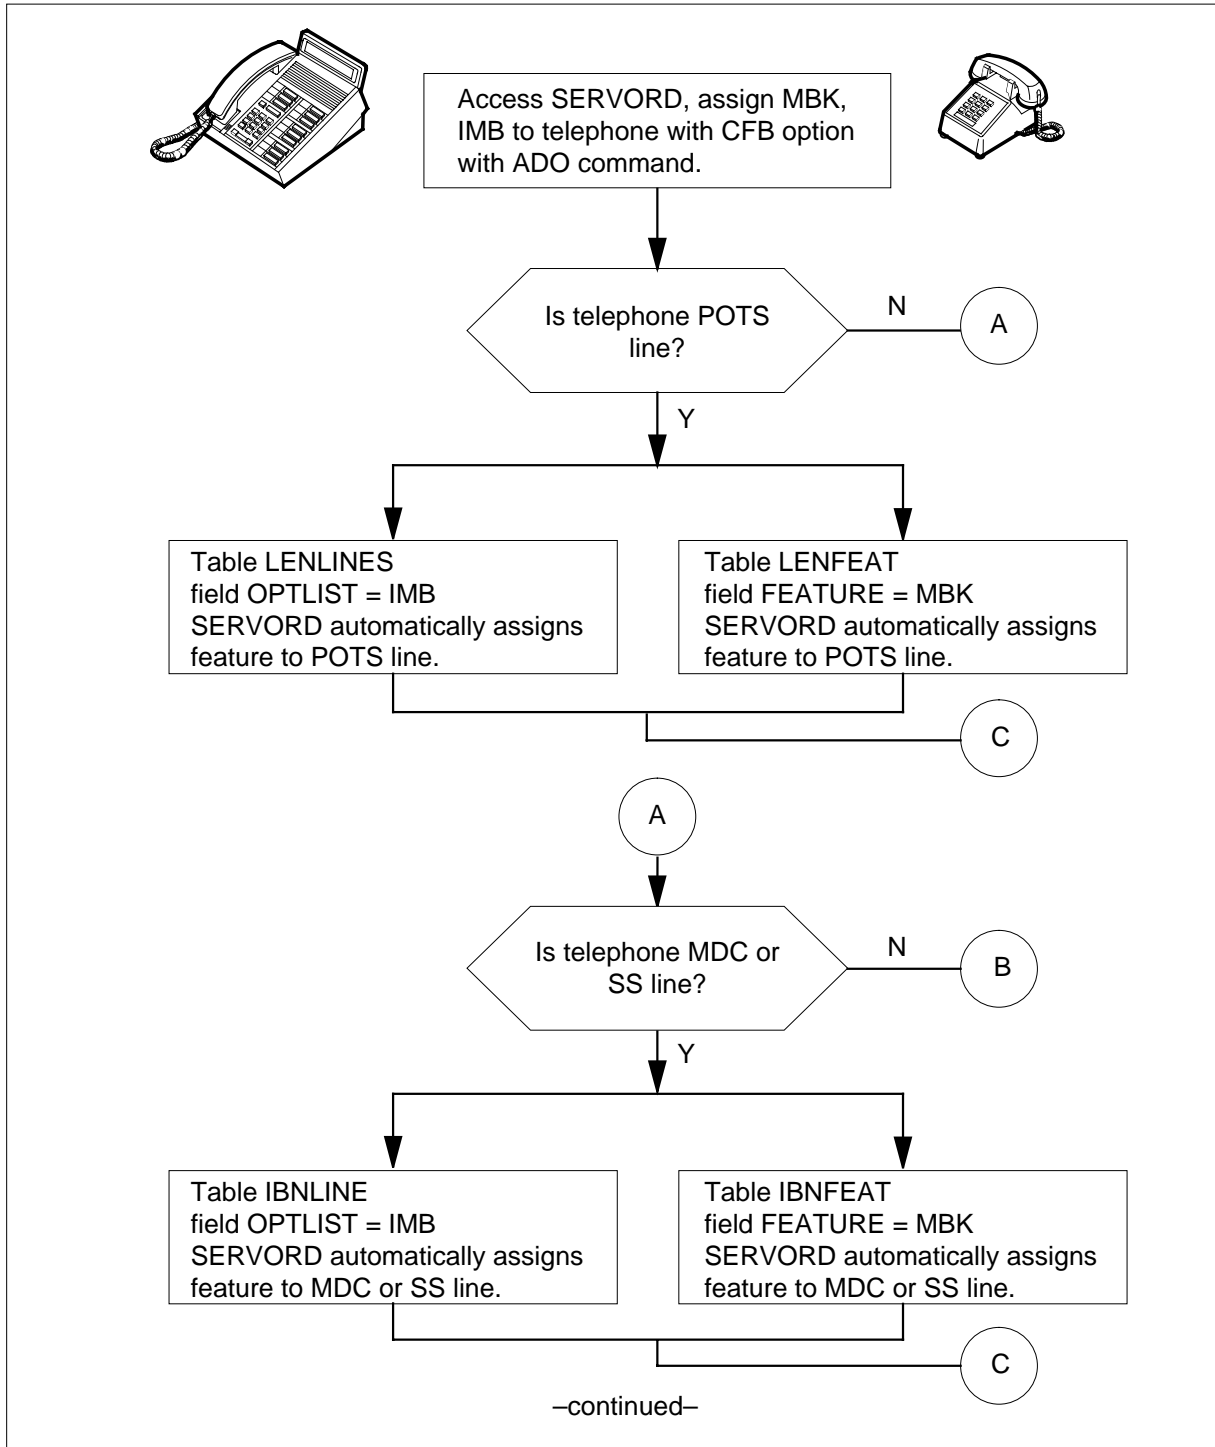 Access SERVORD, assign MBK,
IMB to telephone with CFB option
with ADO command.
Is telephone POTS
line?
N
A
Y
Table LENLINES
field OPTLIST = IMB
SERVORD automatically assigns
feature to POTS line.
Table LENFEAT
field FEATURE = MBK
SERVORD automatically assigns
feature to POTS line.
C
A
Is telephone MDC or
SS line?
N
B
Y
Table IBNLINE
field OPTLIST = IMB
SERVORD automatically assigns
feature to MDC or SS line.
Table IBNFEAT
field FEATURE = MBK
SERVORD automatically assigns
feature to MDC or SS line.
C
–continued–